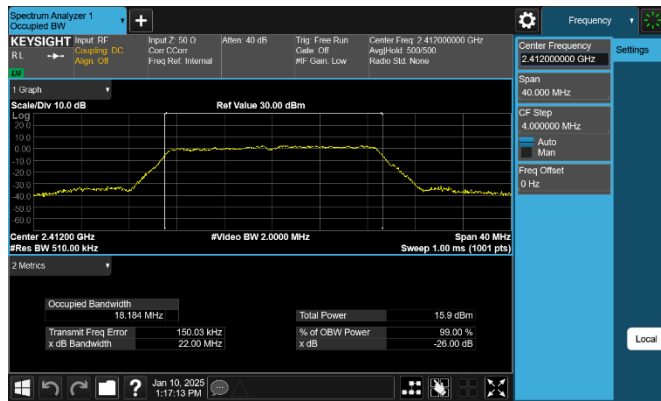 Spectrum Analyzer 1
Occupied BW
Frequency
KEYSIGHT
R L
LXI
Input: RF
Coupling: DC
Align: Off
Input Z: 50 Ω
Corr CCorr
Freq Ref: Internal
Atten: 40 dB
Trig: Free Run
Gate: Off
#IF Gain: Low
Center Freq: 2.412000000 GHz
Avg|Hold: 500/500
Radio Std: None
Center Frequency
2.412000000 GHz
Settings
Span
40.000 MHz
CF Step
4.000000 MHz
Auto
Man
Freq Offset
0 Hz
Local
1 Graph
Scale/Div 10.0 dB
Ref Value 30.00 dBm
Log
20.0
10.0
0.00
-10.0
-20.0
-30.0
-40.0
-50.0
-60.0
Center 2.41200 GHz
#Video BW 2.0000 MHz
Span 40 MHz
#Res BW 510.00 kHz
Sweep 1.00 ms (1001 pts)
2 Metrics
Occupied Bandwidth
18.184 MHz
Total Power 15.9 dBm
Transmit Freq Error 150.03 kHz
% of OBW Power 99.00 %
x dB Bandwidth 22.00 MHz
x dB -26.00 dB
?
Jan 10, 2025
1:17:13 PM